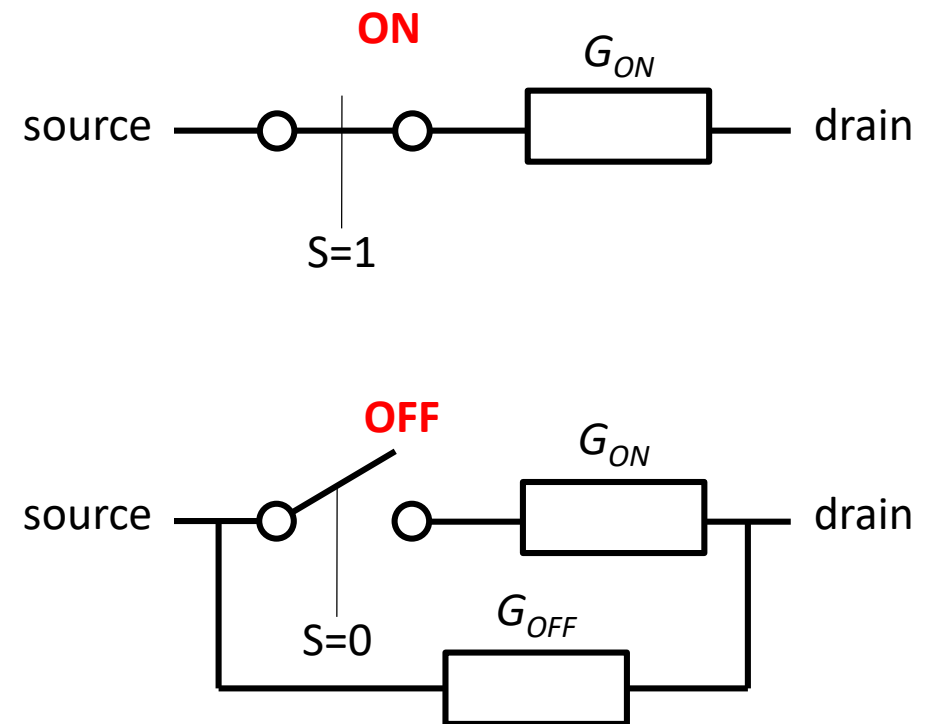 ON
G_ON
source
drain
S=1
OFF
G_ON
source
drain
G_OFF
S=0